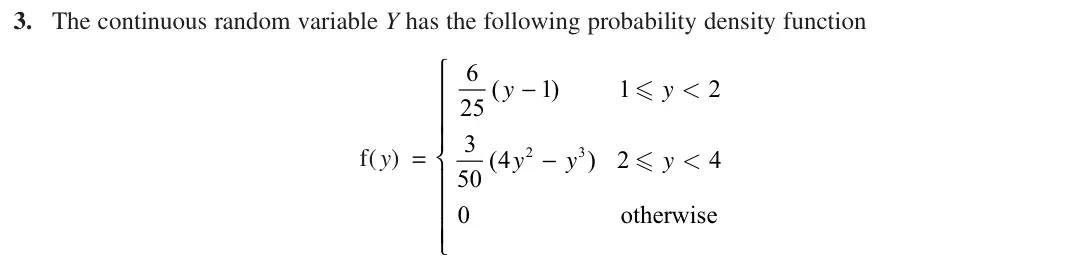 3. The continuous random variable Y has the following probability density function
f(y) = { 6/25 (y – 1) 1 ⩽ y < 2
3/50 (4y² – y³) 2 ⩽ y < 4
0 otherwise